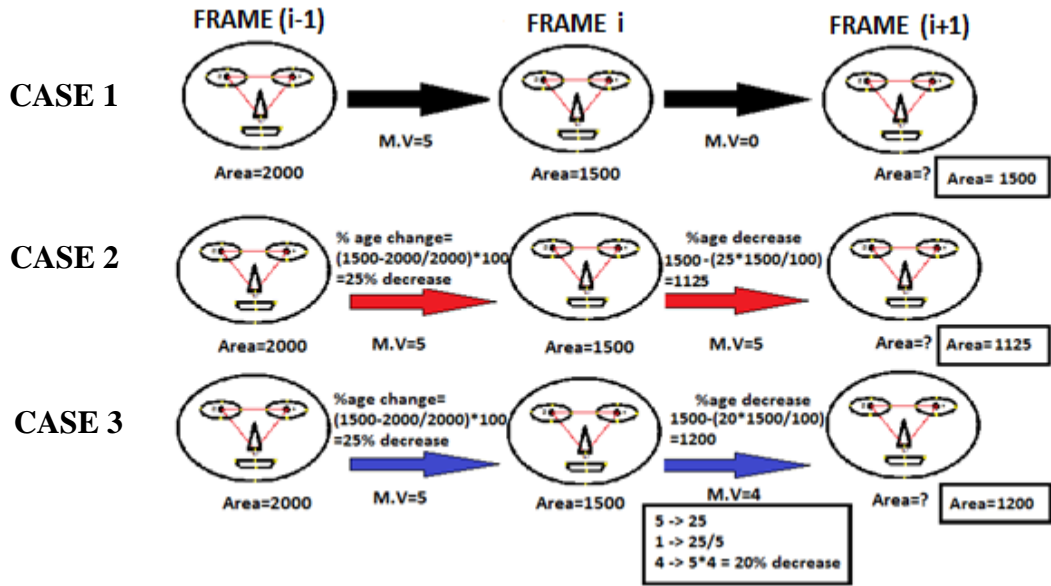 FRAME (i-1) FRAME i FRAME (i+1)
CASE 1
M.V=5 M.V=0
Area=2000 Area=1500 Area=? Area= 1500
CASE 2
% age change=
(1500-2000/2000)*100
=25% decrease
%age decrease
1500-(25*1500/100)
=1125
M.V=5 M.V=5
Area=2000 Area=1500 Area=? Area=1125
CASE 3
%age change=
(1500-2000/2000)*100
=25% decrease
%age decrease
1500-(20*1500/100)
=1200
M.V=5 M.V=4
Area=2000 Area=1500 Area=? Area=1200
5 -> 25
1 -> 25/5
4 -> 5*4 = 20% decrease